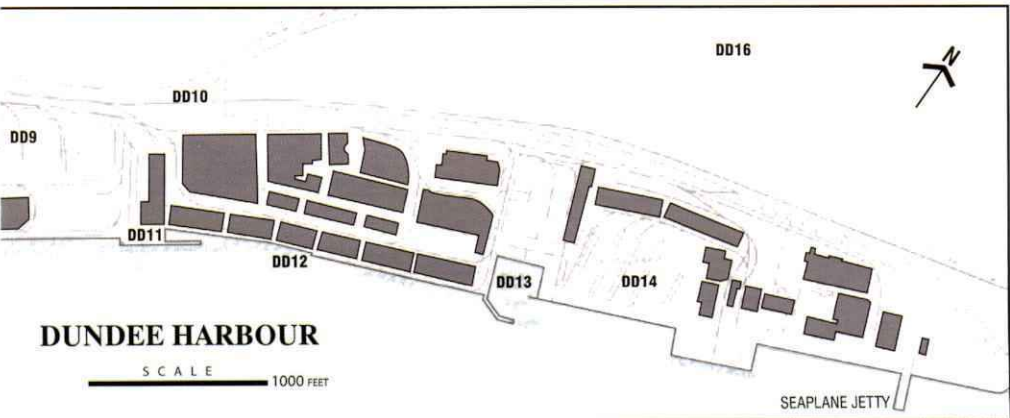 DD16
N
DD10
DD9
DD11
DD12
DD13
DD14
DUNDEE HARBOUR
SCALE
1000 FEET
SEAPLANE JETTY